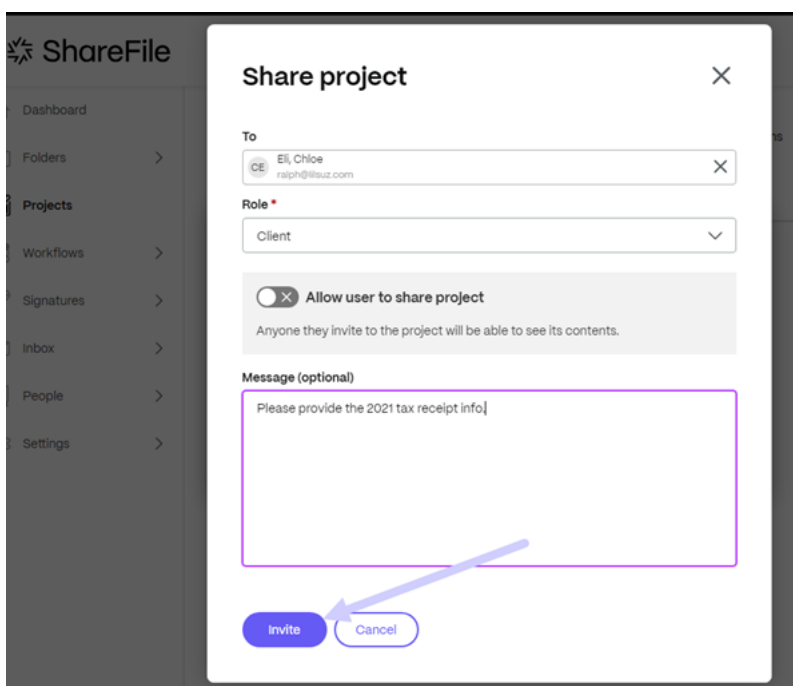 ShareFile
Dashboard
Folders
Projects
Workflows
Signatures
Inbox
People
Settings
Share project
To
CE
Eli, Chloe
ralph@lilsuz.com
Role *
Client
Allow user to share project
Anyone they invite to the project will be able to see its contents.
Message (optional)
Please provide the 2021 tax receipt info.
Invite
Cancel